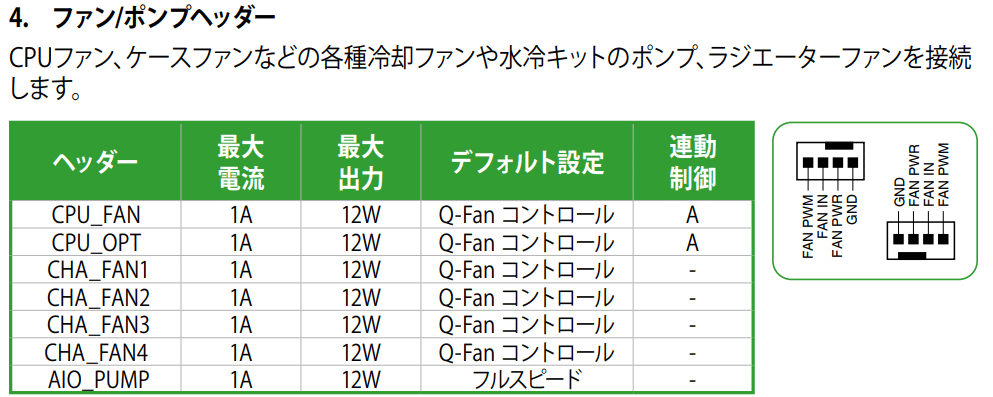 4. ファン/ポンプヘッダー
CPUファン、ケースファンなどの各種冷却ファンや水冷キットのポンプ、ラジエーターファンを接続
します。
ヘッダー 最大電流 最大出力 デフォルト設定 連動制御
CPU_FAN 1A 12W Q-Fan コントロール A
CPU_OPT 1A 12W Q-Fan コントロール A
CHA_FAN1 1A 12W Q-Fan コントロール -
CHA_FAN2 1A 12W Q-Fan コントロール -
CHA_FAN3 1A 12W Q-Fan コントロール -
CHA_FAN4 1A 12W Q-Fan コントロール -
AIO_PUMP 1A 12W フルスピード -
FAN PWM
FAN IN
FAN PWR
GND
GND
FAN PWR
FAN IN
FAN PWM